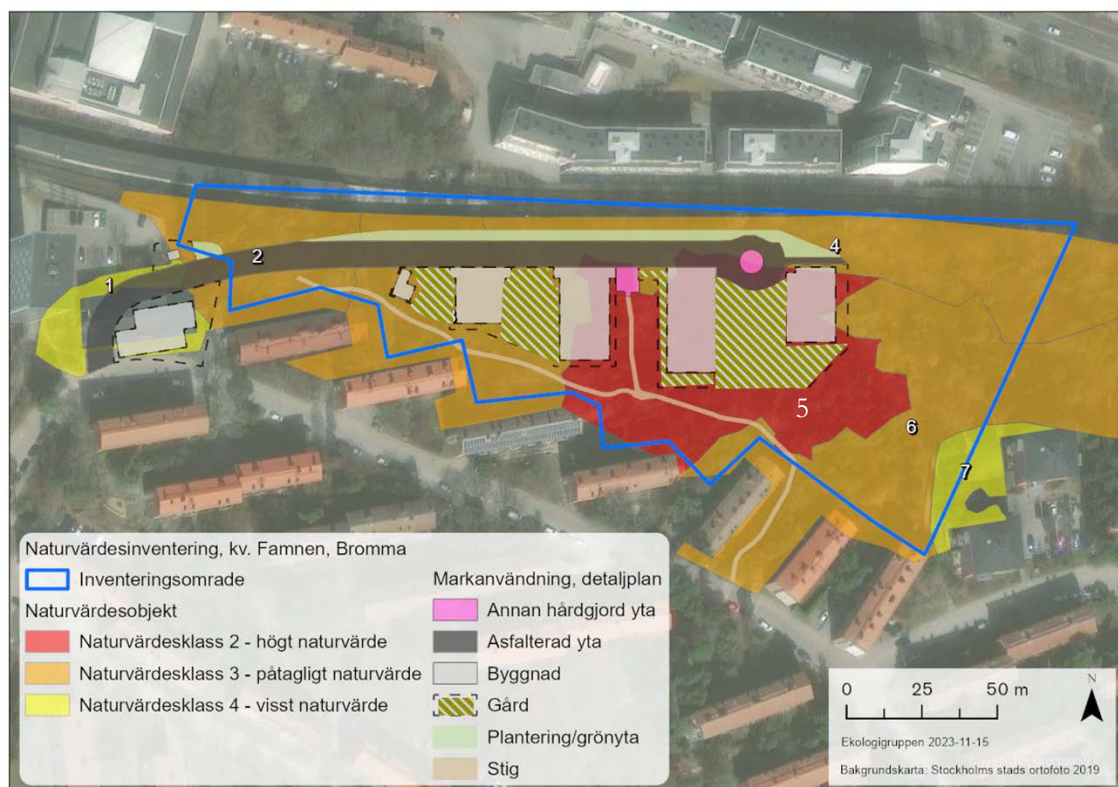 1
2
4
5
6
7
Naturvärdesinventering, kv. Famnen, Bromma
Inventeringsomrade
Naturvärdesobjekt
Naturvärdesklass 2 - högt naturvärde
Naturvärdesklass 3 - påtagligt naturvärde
Naturvärdesklass 4 - visst naturvärde
Markanvändning, detaljplan
Annan hårdgjord yta
Asfalterad yta
Byggnad
Gård
Plantering/grönyta
Stig
0 25 50 m
N
Ekologigruppen 2023-11-15
Bakgrundskarta: Stockholms stads ortofoto 2019